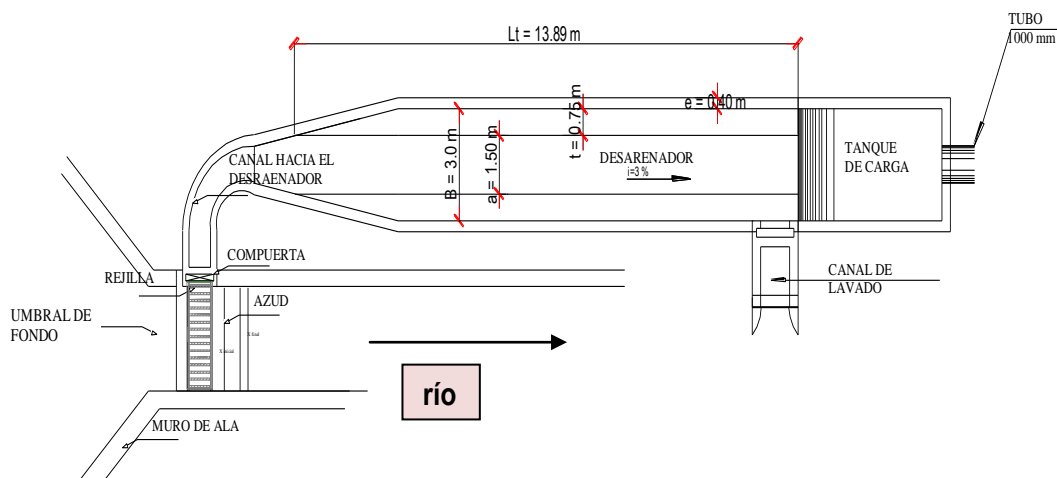 TUBO
1000 mm
Lt = 13.89 m
e = 0.40 m
t = 0.75 m
B = 3.0 m
a = 1.50 m
CANAL HACIA EL
DESRAENADOR
DESARENADOR
i=3 %
TANQUE
DE CARGA
COMPUERTA
REJILLA
CANAL DE
LAVADO
UMBRAL DE
FONDO
AZUD
río
MURO DE ALA